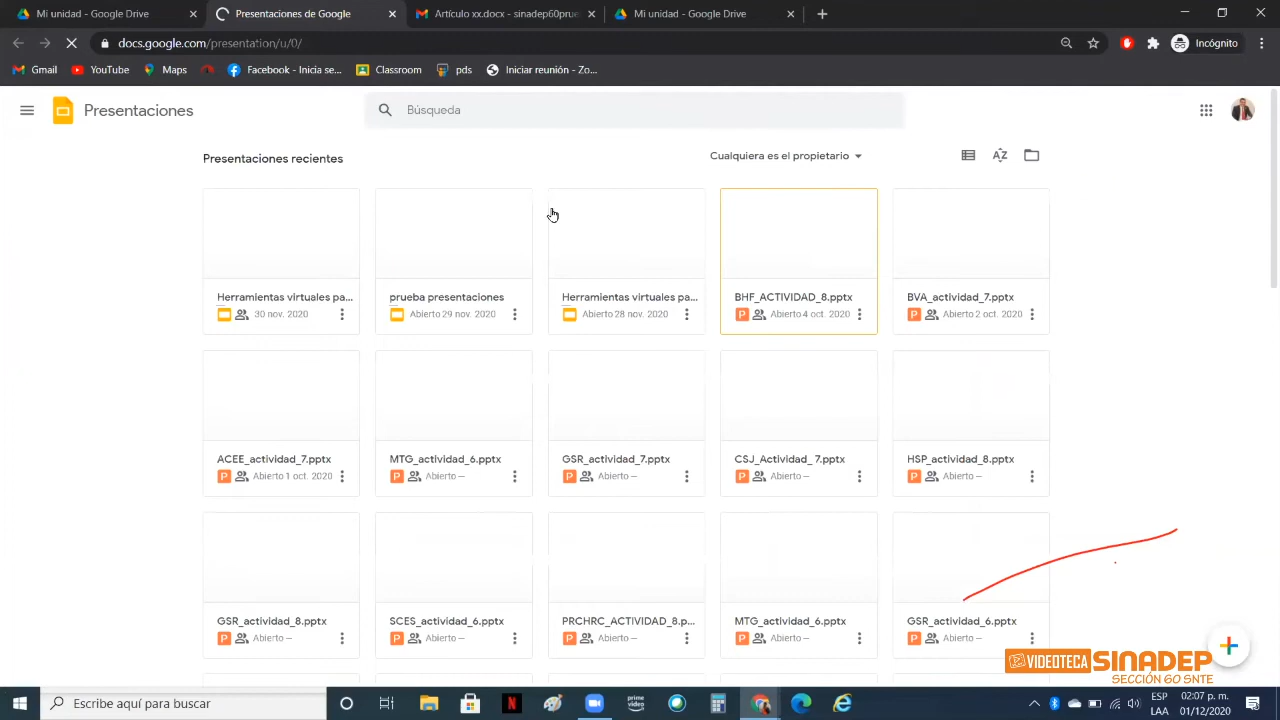 Mi unidad - Google Drive
Presentaciones de Google
Artículo xx.docx - sinadep60prue
Mi unidad - Google Drive
docs.google.com/presentation/u/0/
Incógnito
Gmail
YouTube
Maps
Facebook - Inicia se...
Classroom
pds
Iniciar reunión - Zo...
Presentaciones
Búsqueda
Presentaciones recientes
Cualquiera es el propietario
AZ
Herramientas virtuales pa...
30 nov. 2020
prueba presentaciones
Abierto 29 nov. 2020
Herramientas virtuales pa...
Abierto 28 nov. 2020
BHF_ACTIVIDAD_8.pptx
P Abierto 4 oct. 2020
BVA_actividad_7.pptx
P Abierto 2 oct. 2020
ACEE_actividad_7.pptx
P Abierto 1 oct. 2020
MTG_actividad_6.pptx
P Abierto —
GSR_actividad_7.pptx
P Abierto —
CSJ_Actividad_ 7.pptx
P Abierto —
HSP_actividad_8.pptx
P Abierto —
GSR_actividad_8.pptx
P Abierto —
SCES_actividad_6.pptx
P Abierto —
PRCHRC_ACTIVIDAD_8.p...
P Abierto —
MTG_actividad_6.pptx
P Abierto —
GSR_actividad_6.pptx
P Abierto —
VIDEOTECA SINADEP
SECCIÓN 60 SNTE
Escribe aquí para buscar
prime video
ESP
LAA
02:07 p. m.
01/12/2020